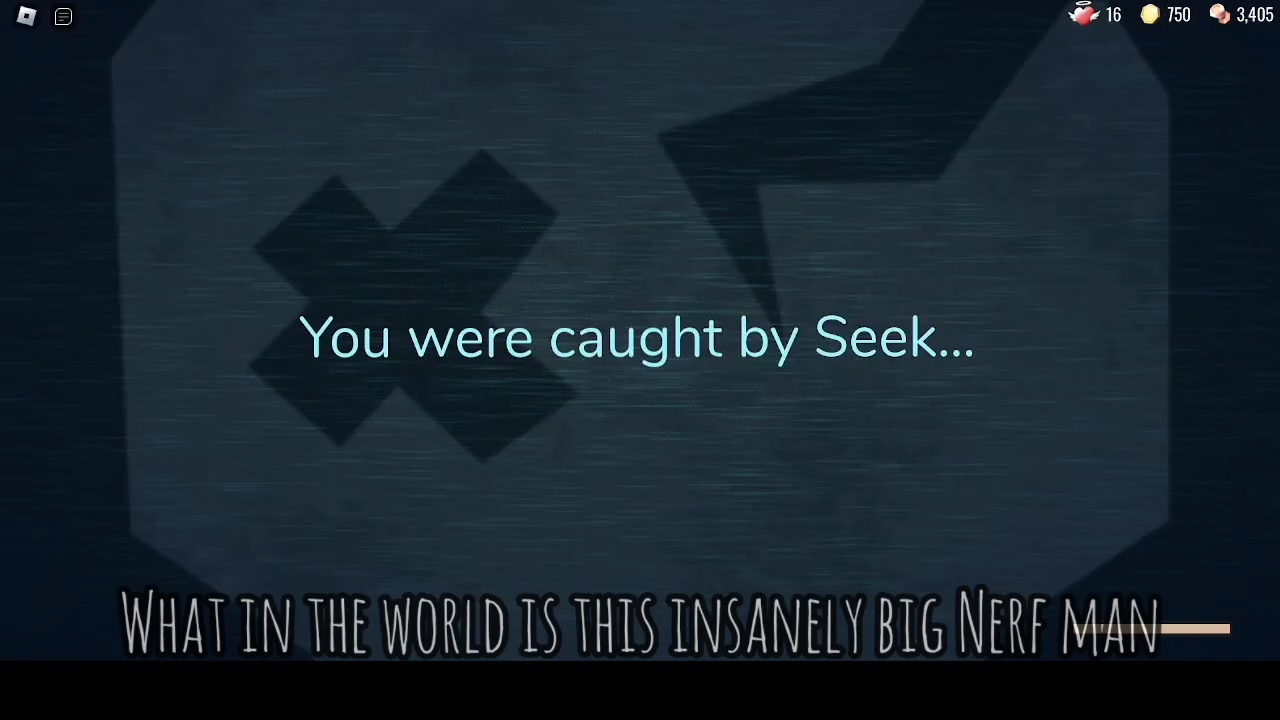 16 750 3,405
You were caught by Seek...
What in the world is this insanely big Nerf man